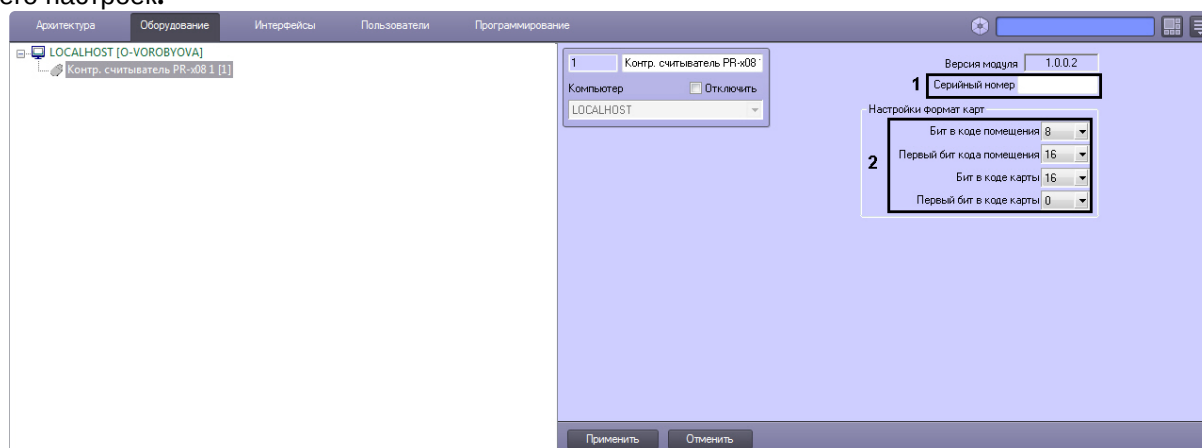 его настроек.
Архитектура Оборудование Интерфейсы Пользователи Программирование
LOCALHOST [O-VOROBYOVA]
Контр. считыватель PR-x08 1 [1]
1 Контр. считыватель PR-x08
Компьютер Отключить
LOCALHOST
Версия модуля 1.0.0.2
1 Серийный номер
Настройки формат карт
Бит в коде помещения 8
Первый бит кода помещения 16
2
Бит в коде карты 16
Первый бит в коде карты 0
Применить Отменить